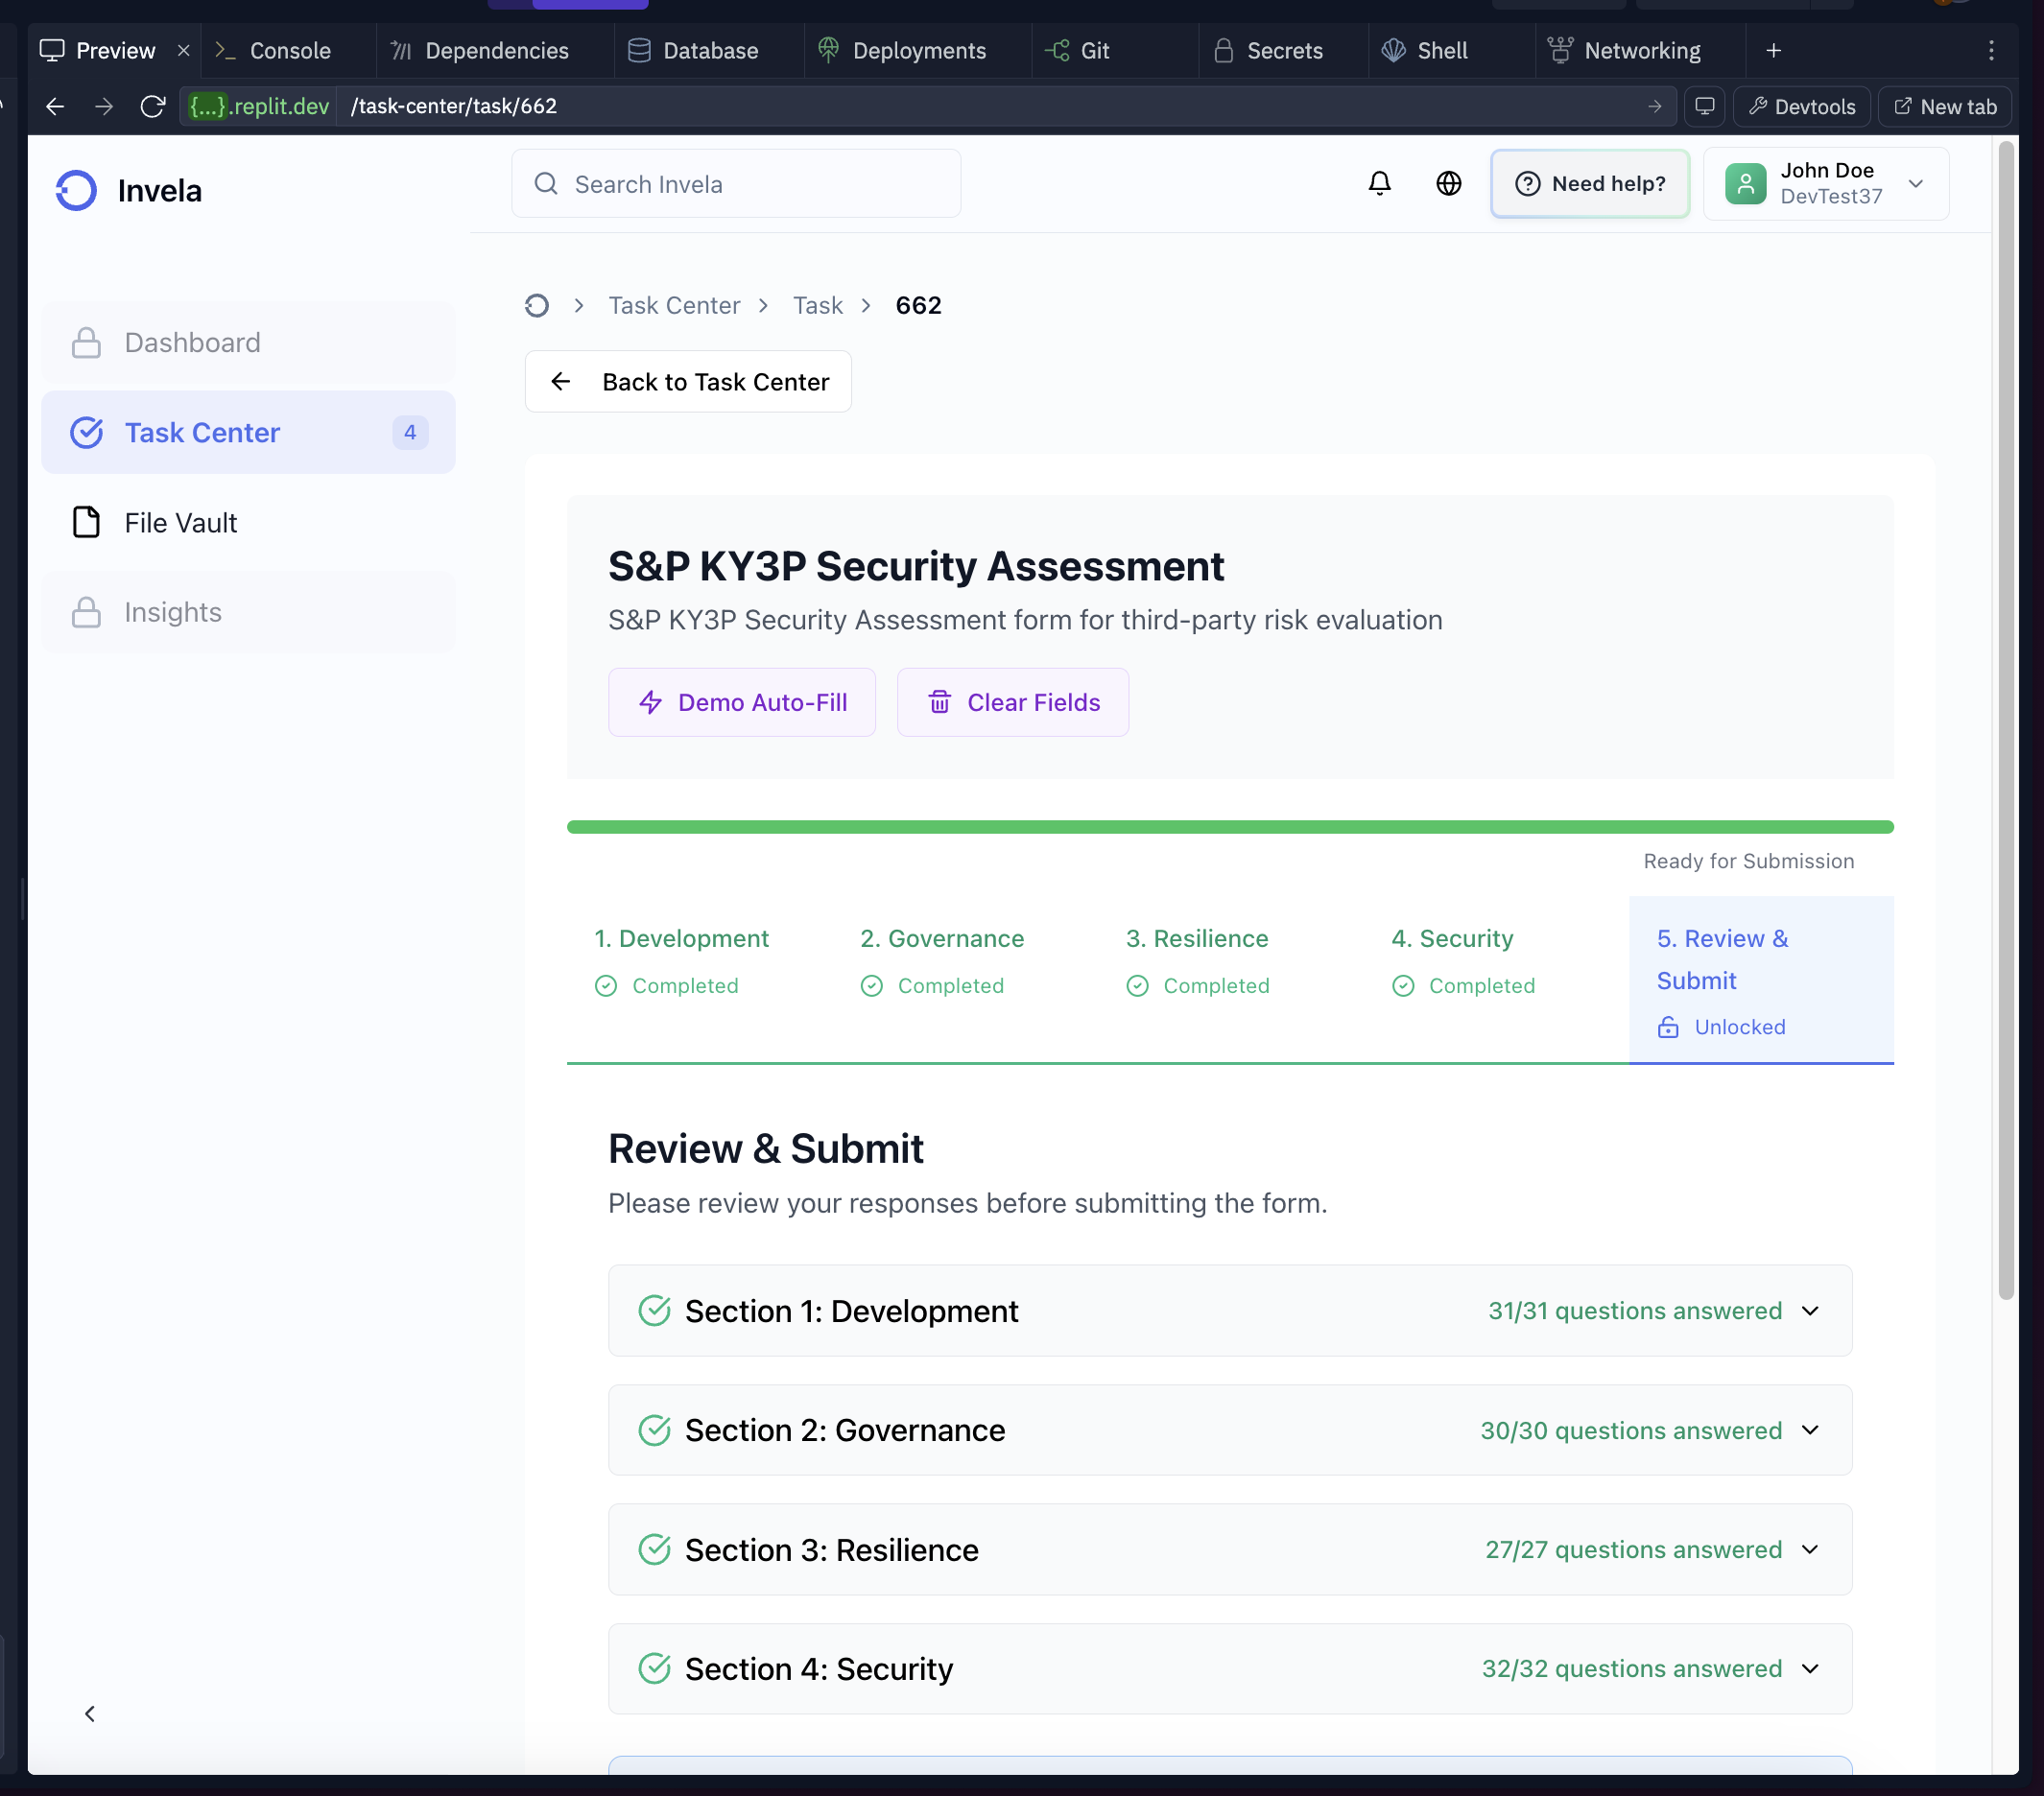 Preview
Console
Dependencies
Database
Deployments
Git
Secrets
Shell
Networking
{...}.replit.dev /task-center/task/662
Devtools
New tab
Invela
Search Invela
Need help?
John Doe
DevTest37
Dashboard
Task Center 4
File Vault
Insights
Task Center > Task > 662
Back to Task Center
S&P KY3P Security Assessment
S&P KY3P Security Assessment form for third-party risk evaluation
Demo Auto-Fill
Clear Fields
Ready for Submission
1. Development
Completed
2. Governance
Completed
3. Resilience
Completed
4. Security
Completed
5. Review &
Submit
Unlocked
Review & Submit
Please review your responses before submitting the form.
Section 1: Development 31/31 questions answered
Section 2: Governance 30/30 questions answered
Section 3: Resilience 27/27 questions answered
Section 4: Security 32/32 questions answered